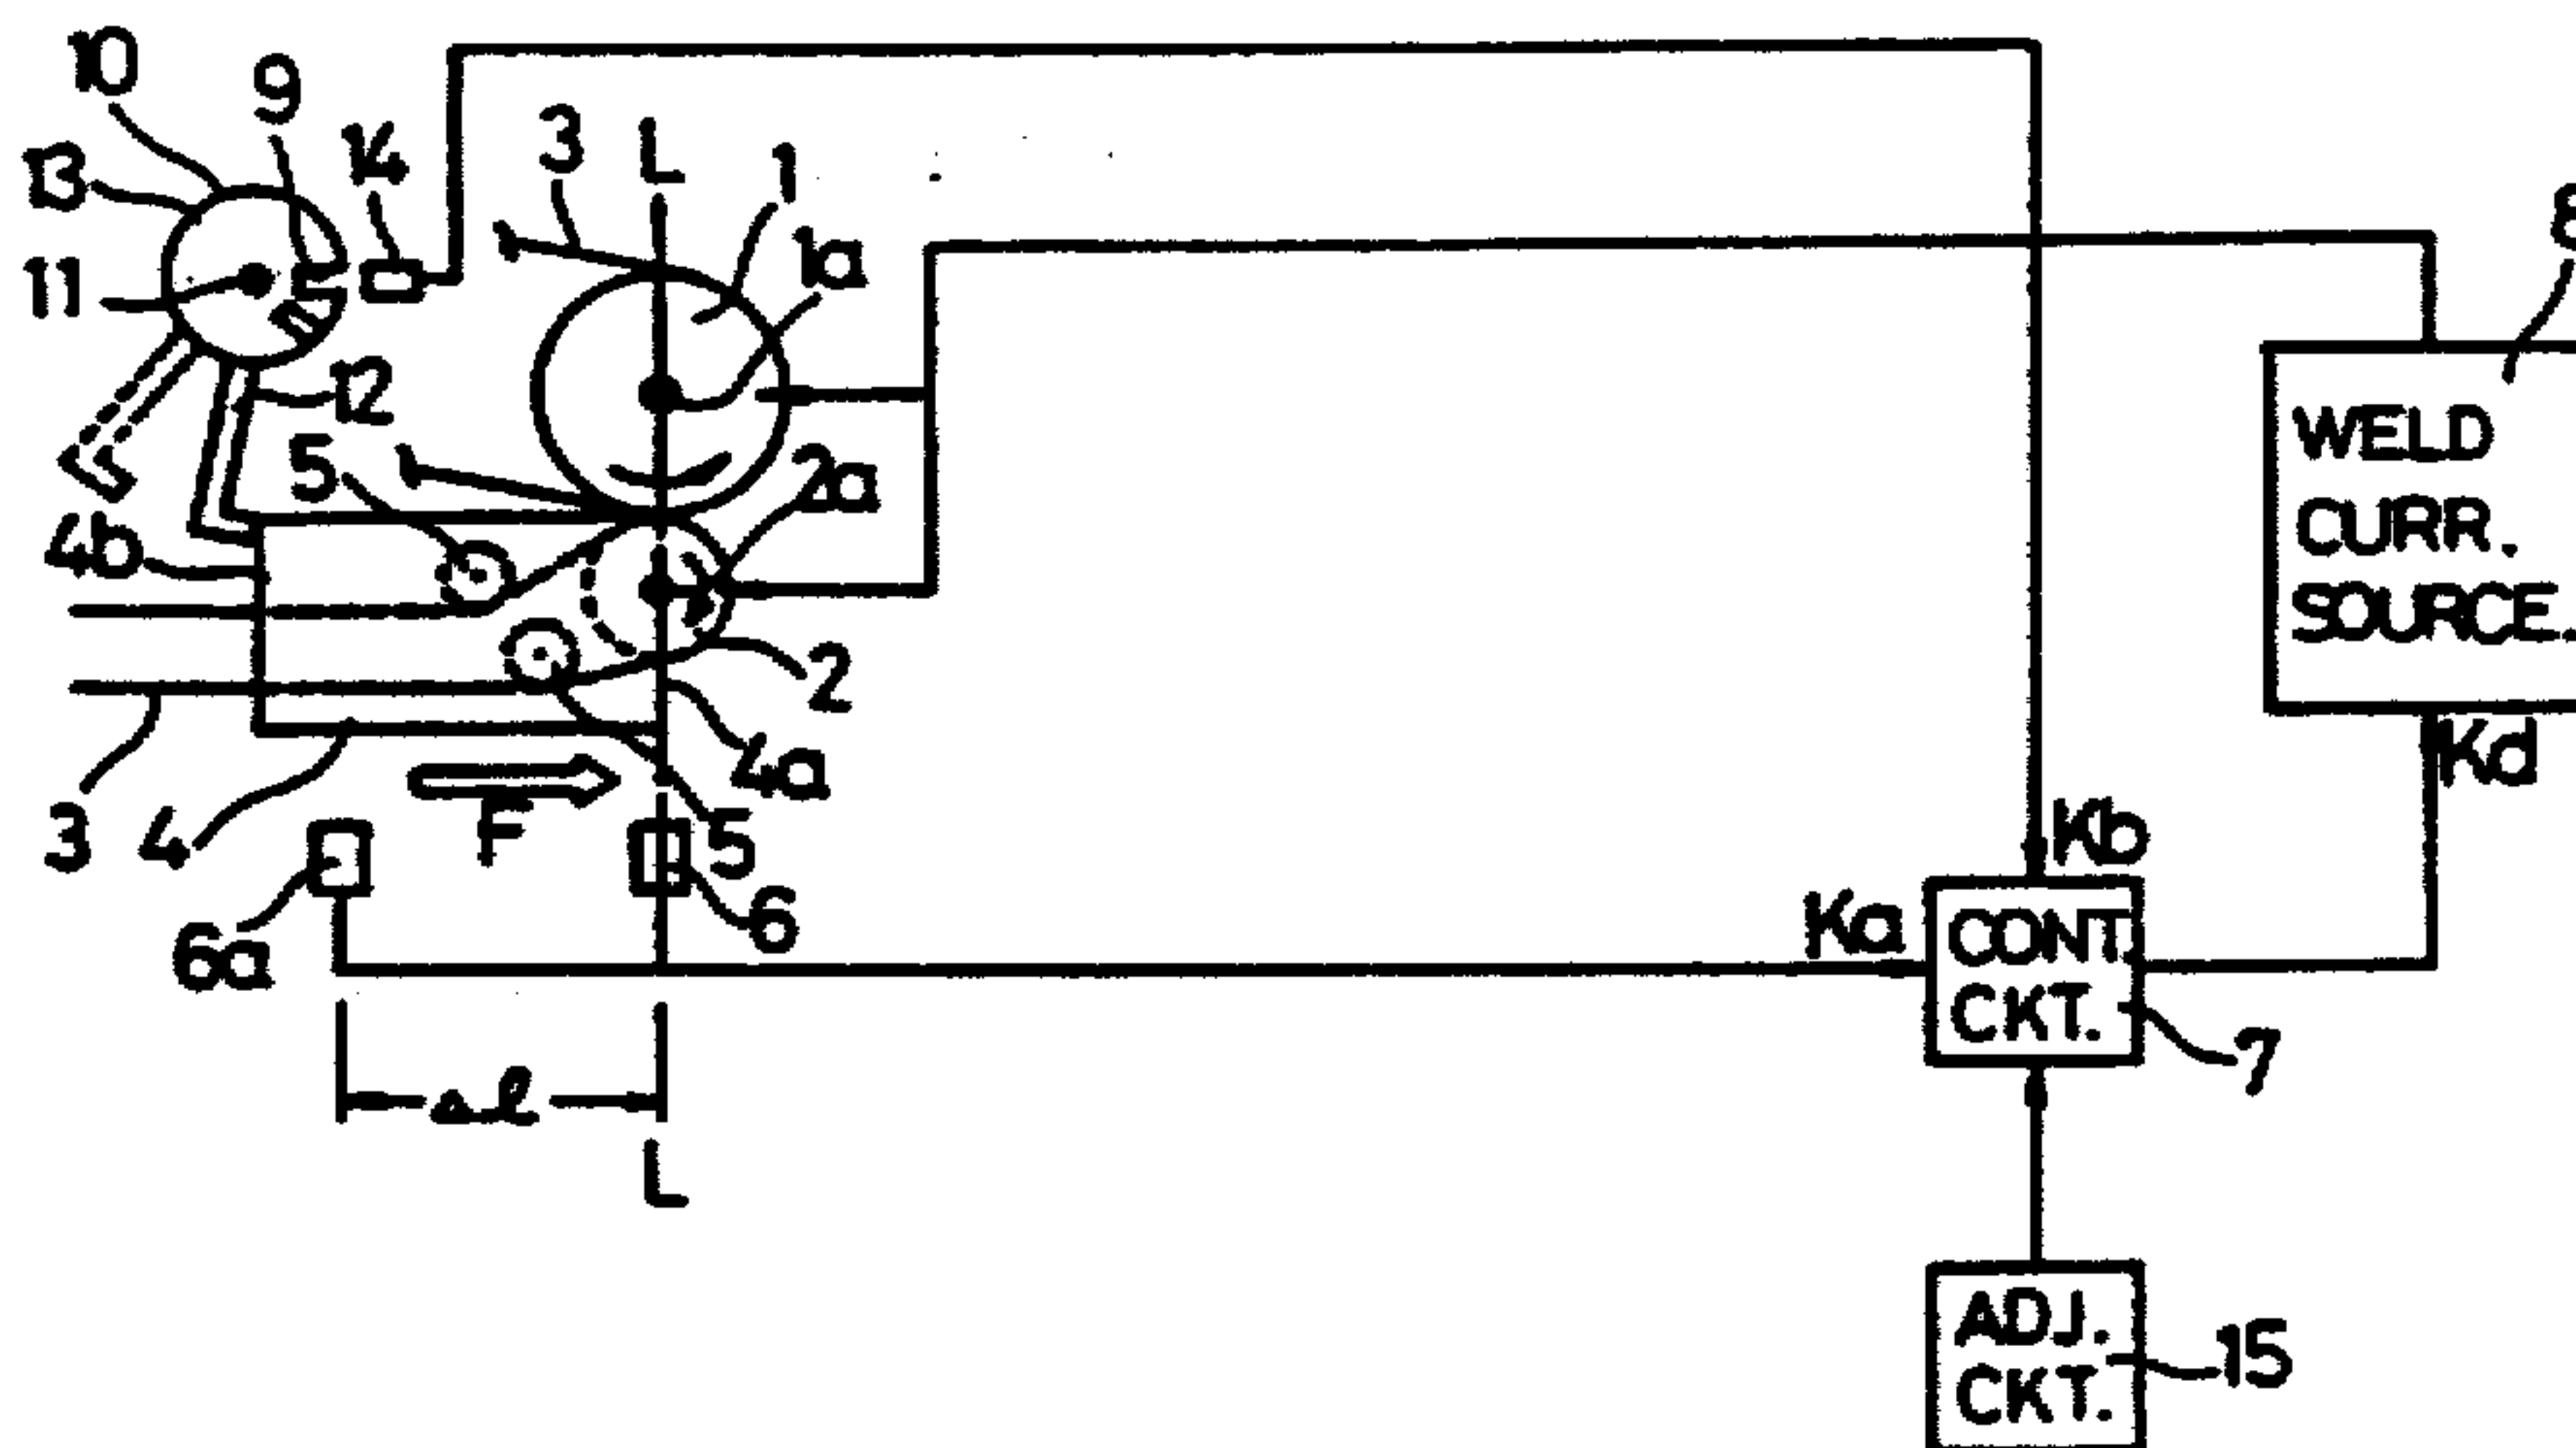 10
9
3
L
1
13
14
1a
11
8
12
5
2a
WELD
CURR.
SOURCE.
4b
2
4a
Kd
3
4
F
5
Kb
6a
6
Ka
CONT.
CKT.
7
Δℓ
L
ADJ.
CKT.
15